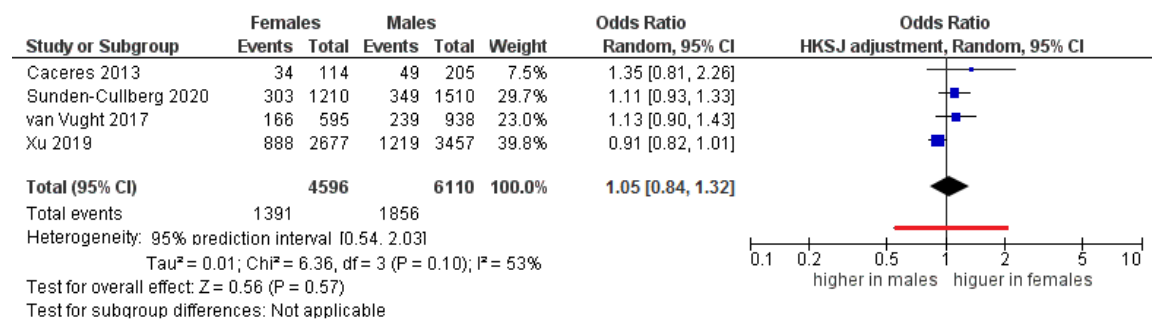 Females Males Odds Ratio Odds Ratio
Study or Subgroup Events Total Events Total Weight Random, 95% CI HKSJ adjustment, Random, 95% CI
Caceres 2013 34 114 49 205 7.5% 1.35 [0.81, 2.26]
Sunden-Cullberg 2020 303 1210 349 1510 29.7% 1.11 [0.93, 1.33]
van Vught 2017 166 595 239 938 23.0% 1.13 [0.90, 1.43]
Xu 2019 888 2677 1219 3457 39.8% 0.91 [0.82, 1.01]
Total (95% CI) 4596 6110 100.0% 1.05 [0.84, 1.32]
Total events 1391 1856
Heterogeneity: 95% prediction interval [0.54, 2.03]
Tau² = 0.01; Chi² = 6.36, df = 3 (P = 0.10); I² = 53%
Test for overall effect: Z = 0.56 (P = 0.57)
Test for subgroup differences: Not applicable
0.1 0.2 0.5 1 2 5 10
higher in males higuer in females